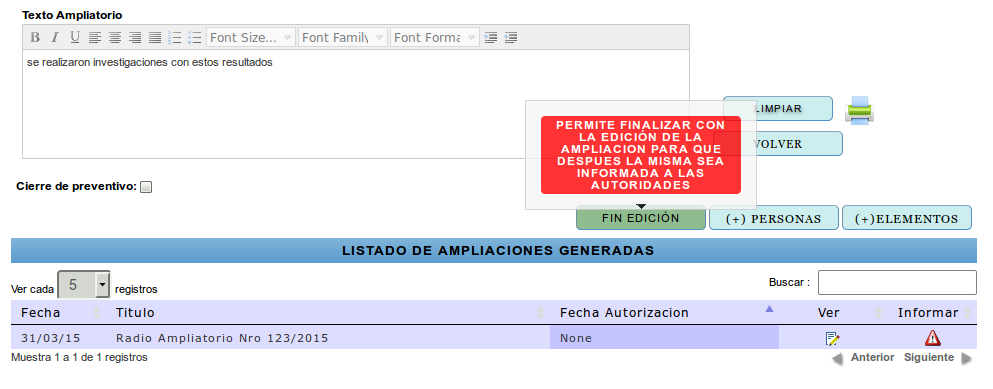 Texto Ampliatorio
B I U Font Size... Font Family Font Forma
se realizaron investigaciones con estos resultados
LIMPIAR
PERMITE FINALIZAR CON
LA EDICIÓN DE LA
AMPLIACION PARA QUE
DESPUES LA MISMA SEA
INFORMADA A LAS
AUTORIDADES
VOLVER
Cierre de preventivo:
FIN EDICIÓN (+) PERSONAS (+)ELEMENTOS
LISTADO DE AMPLIACIONES GENERADAS
Ver cada 5 registros Buscar :
Fecha Titulo Fecha Autorizacion Ver Informar
31/03/15 Radio Ampliatorio Nro 123/2015 None
Muestra 1 a 1 de 1 registros Anterior Siguiente